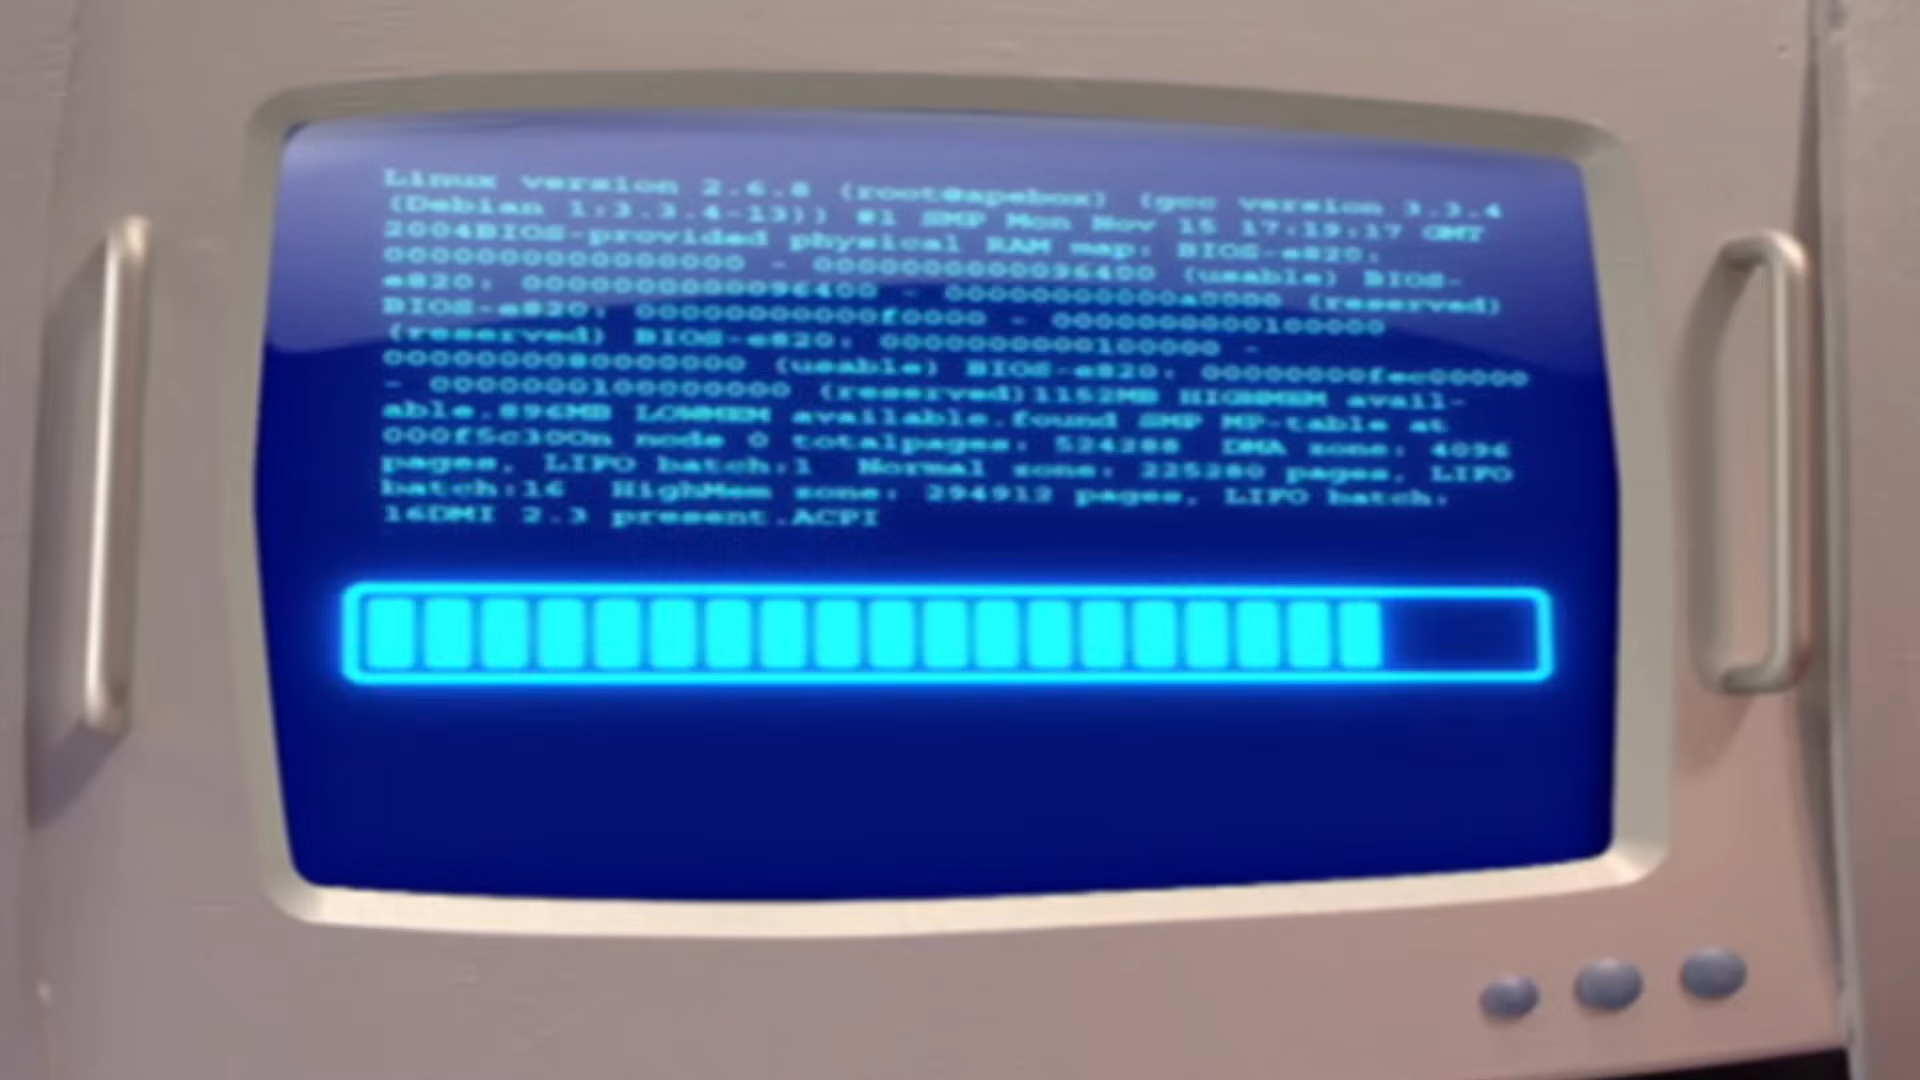 Linux version 2.6.8 (root@apebox) (gcc version 3.3.4
(Debian 1:3.3.4-13)) #1 SMP Mon Nov 15 17:19:17 GMT
2004BIOS-provided physical RAM map: BIOS-e820:
0000000000000000 - 0000000000096400 (usable) BIOS-
e820: 0000000000096400 - 00000000000a0000 (reserved)
BIOS-e820: 00000000000f0000 - 0000000000100000
(reserved) BIOS-e820: 0000000000100000 -
0000000080000000 (usable) BIOS-e820: 00000000fec00000
- 0000000100000000 (reserved)1152MB HIGHMEM avail-
able.896MB LOWMEM available.found SMP MP-table at
000f5c30On node 0 totalpages: 524288  DMA zone: 4096
pages, LIFO batch:1  Normal zone: 225280 pages, LIFO
batch:16  HighMem zone: 294912 pages, LIFO batch:
16DMI 2.3 present.ACPI